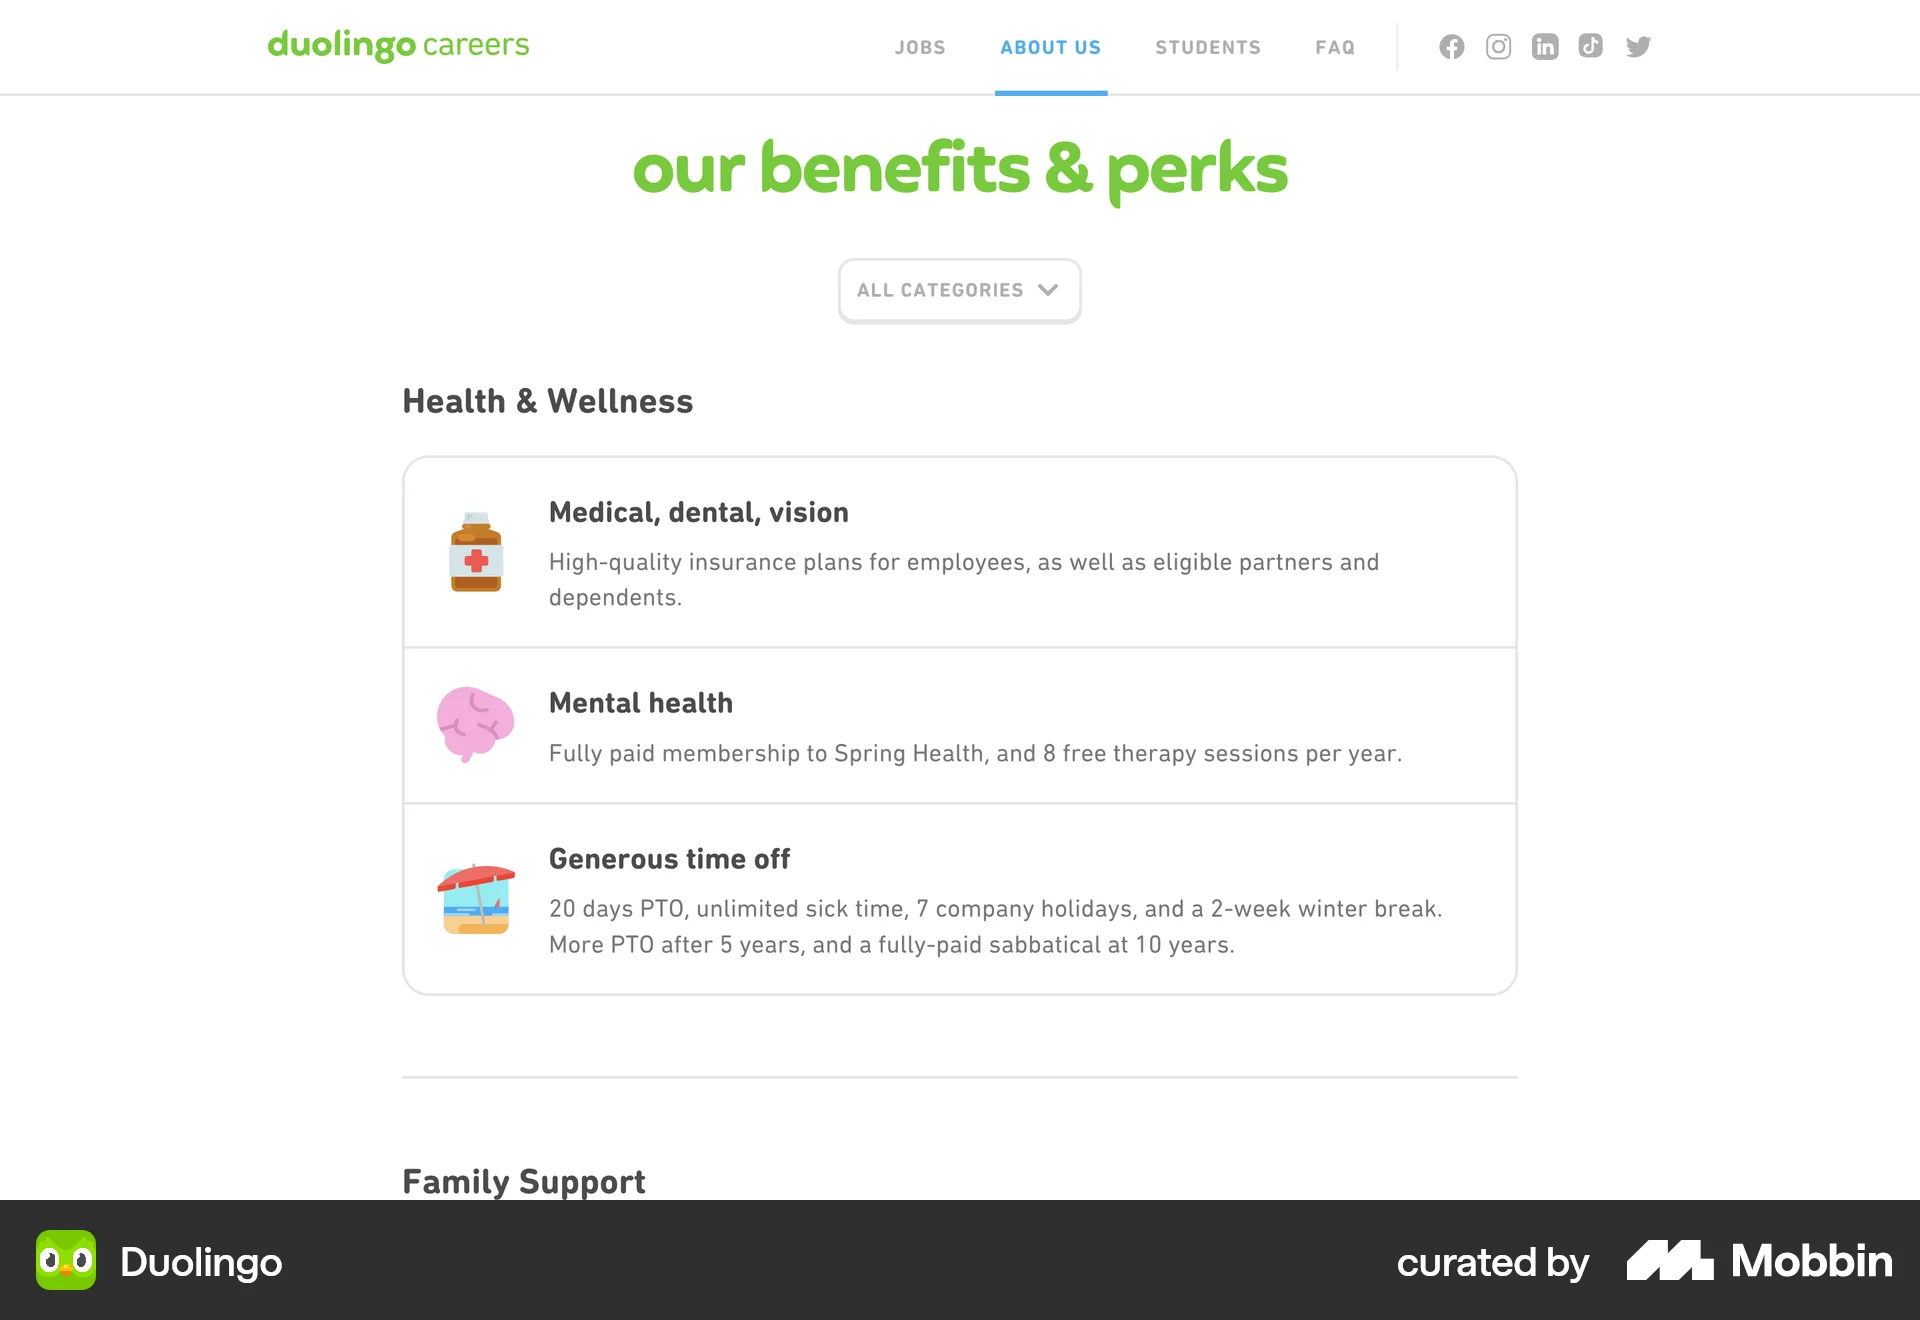 duolingo careers
JOBS
ABOUT US
STUDENTS
FAQ
our benefits & perks
ALL CATEGORIES
Health & Wellness
Medical, dental, vision
High-quality insurance plans for employees, as well as eligible partners and
dependents.
Mental health
Fully paid membership to Spring Health, and 8 free therapy sessions per year.
Generous time off
20 days PTO, unlimited sick time, 7 company holidays, and a 2-week winter break.
More PTO after 5 years, and a fully-paid sabbatical at 10 years.
Family Support
Duolingo
curated by
Mobbin